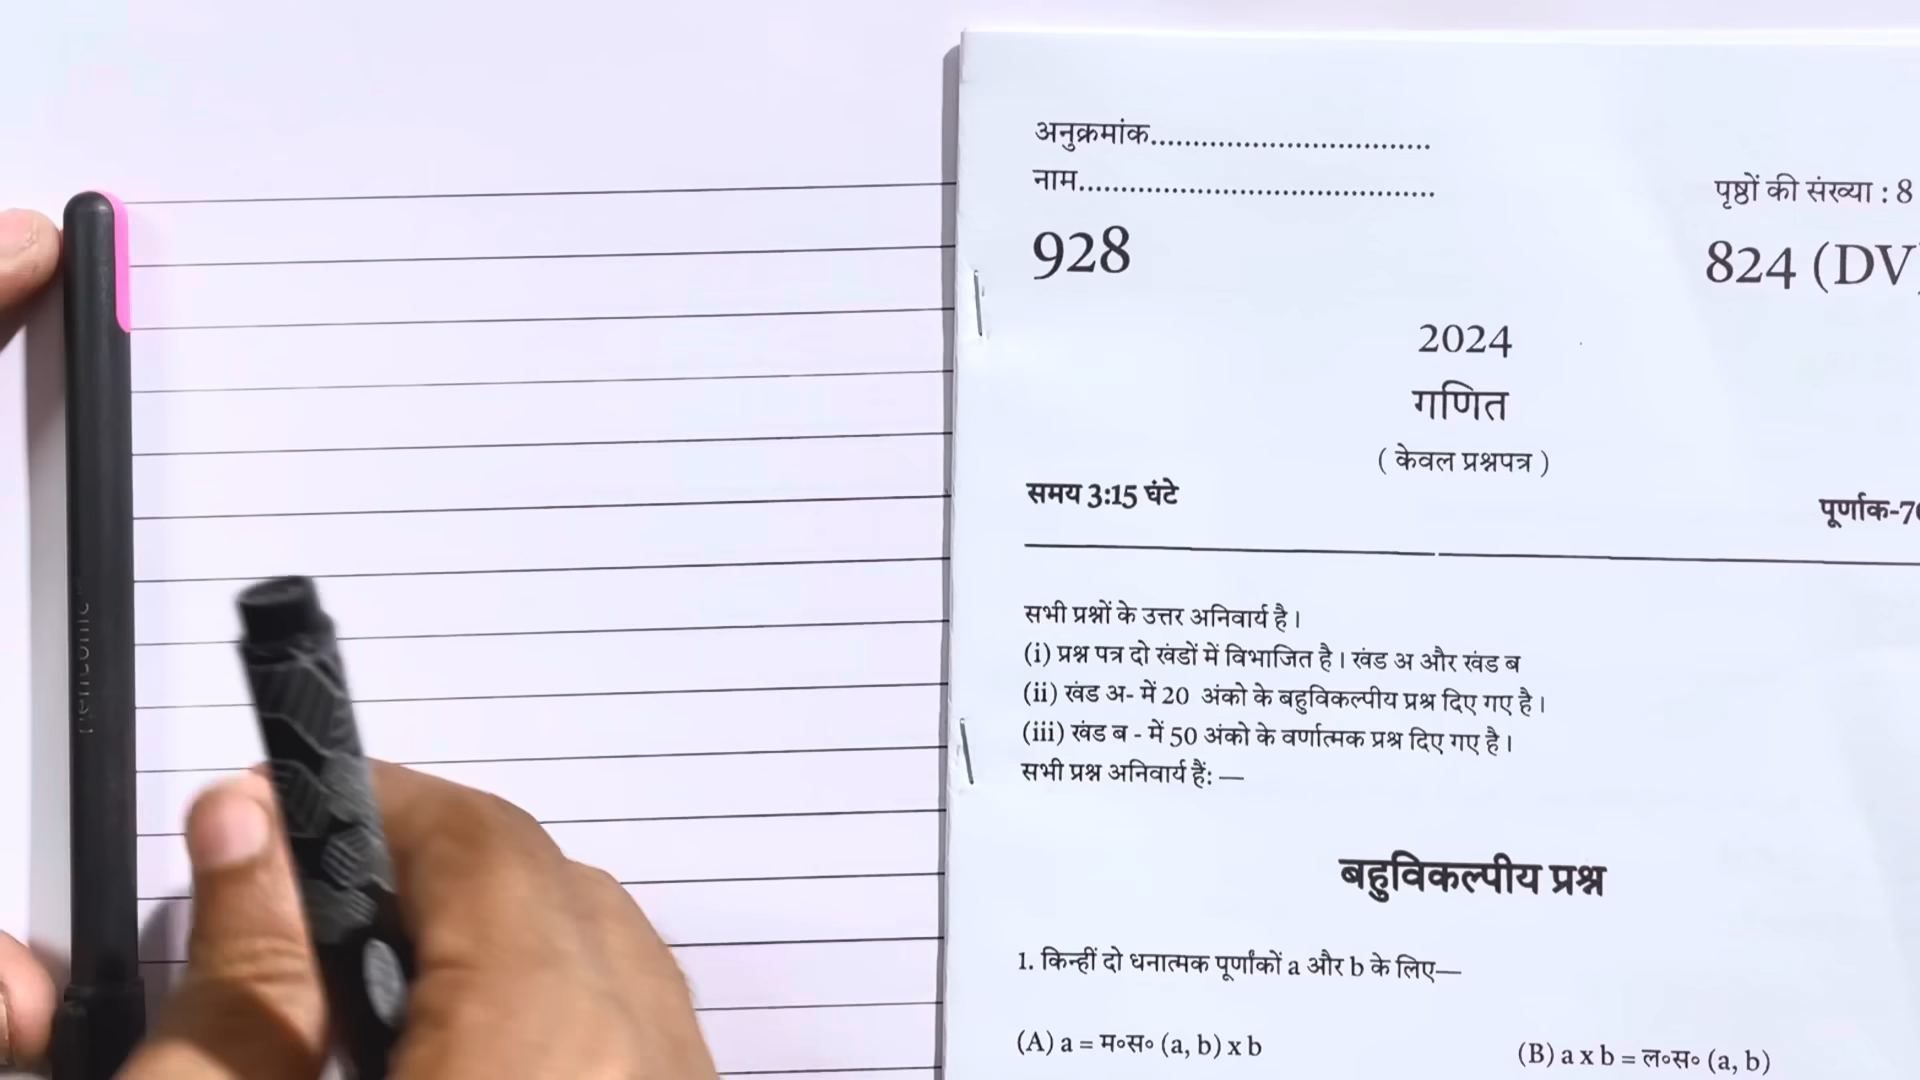 अनुक्रमांक.................................
नाम..........................................
पृष्ठों की संख्या : 8
928
824 (DV)
2024
गणित
( केवल प्रश्नपत्र )
समय 3:15 घंटे
पूर्णाक-70
सभी प्रश्नों के उत्तर अनिवार्य है।
(i) प्रश्न पत्र दो खंडों में विभाजित है। खंड अ और खंड ब
(ii) खंड अ- में 20 अंको के बहुविकल्पीय प्रश्न दिए गए है।
(iii) खंड ब - में 50 अंको के वर्णात्मक प्रश्न दिए गए है।
सभी प्रश्न अनिवार्य हैं: —
बहुविकल्पीय प्रश्न
1. किन्हीं दो धनात्मक पूर्णांकों a और b के लिए—
(A) a = म०स० (a, b) x b
(B) a x b = ल०स० (a, b)